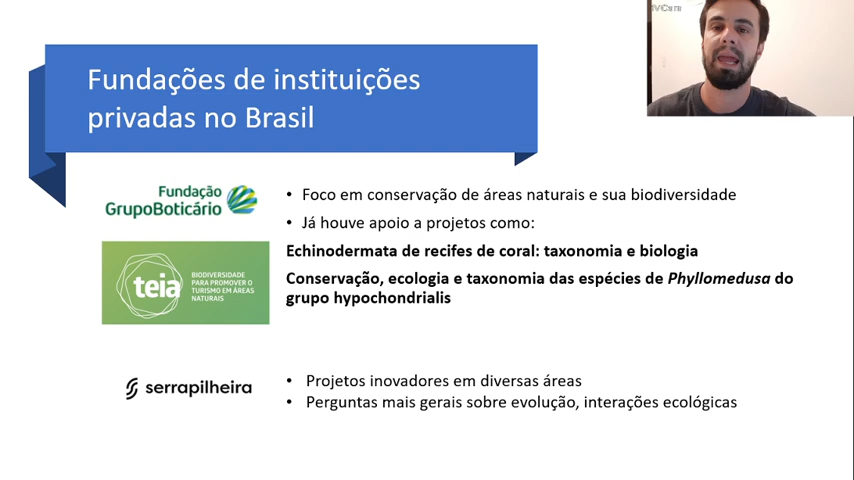 Fundações de instituições
privadas no Brasil
Fundação
GrupoBoticário
• Foco em conservação de áreas naturais e sua biodiversidade
• Já houve apoio a projetos como:
Echinodermata de recifes de coral: taxonomia e biologia
Conservação, ecologia e taxonomia das espécies de Phyllomedusa do
grupo hypochondrialis
teia
BIODIVERSIDADE
PARA PROMOVER O
TURISMO EM ÁREAS
NATURAIS
serrapilheira
• Projetos inovadores em diversas áreas
• Perguntas mais gerais sobre evolução, interações ecológicas